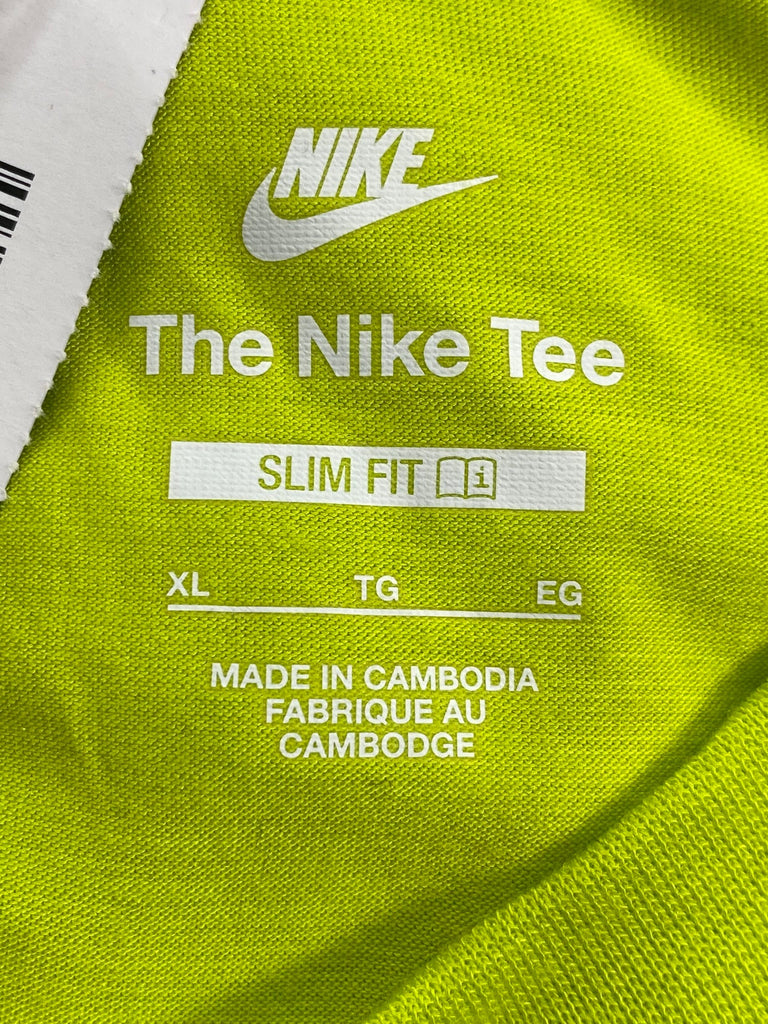 NIKE
The Nike Tee
SLIM FIT i
XL TG EG
MADE IN CAMBODIA
FABRIQUE AU
CAMBODGE